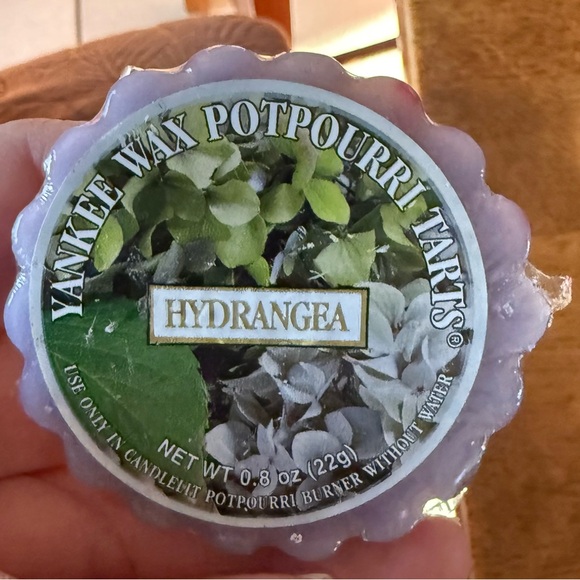 YANKEE WAX POTPOURRI TARTS®
HYDRANGEA
NET WT 0.8 oz (22g)
USE ONLY IN CANDLELIT POTPOURRI BURNER WITHOUT WATER